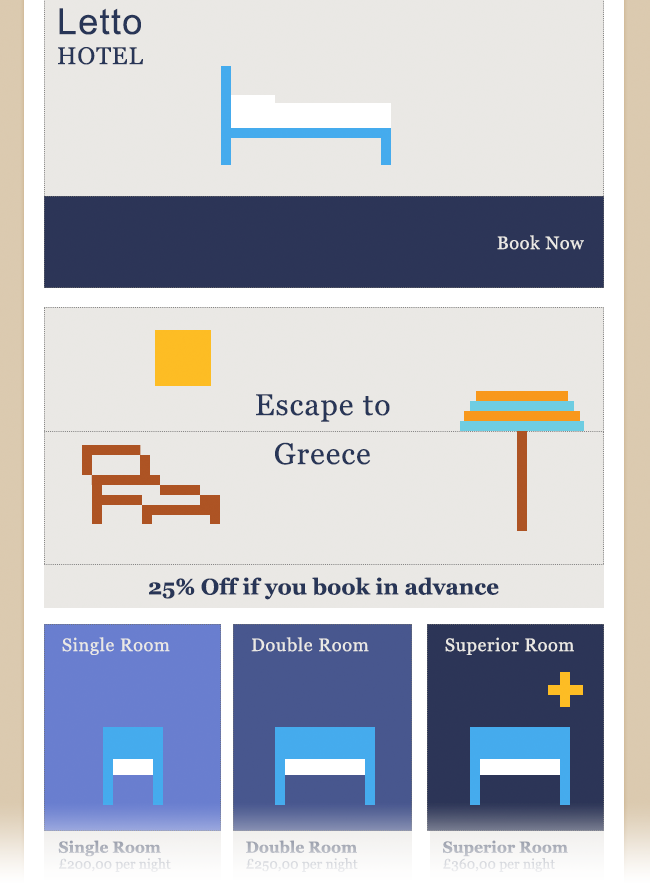 Letto
HOTEL
Book Now
Escape to
Greece
25% Off if you book in advance
Single Room
Double Room
Superior Room
Single Room
£200,00 per night
Double Room
£250,00 per night
Superior Room
£360,00 per night